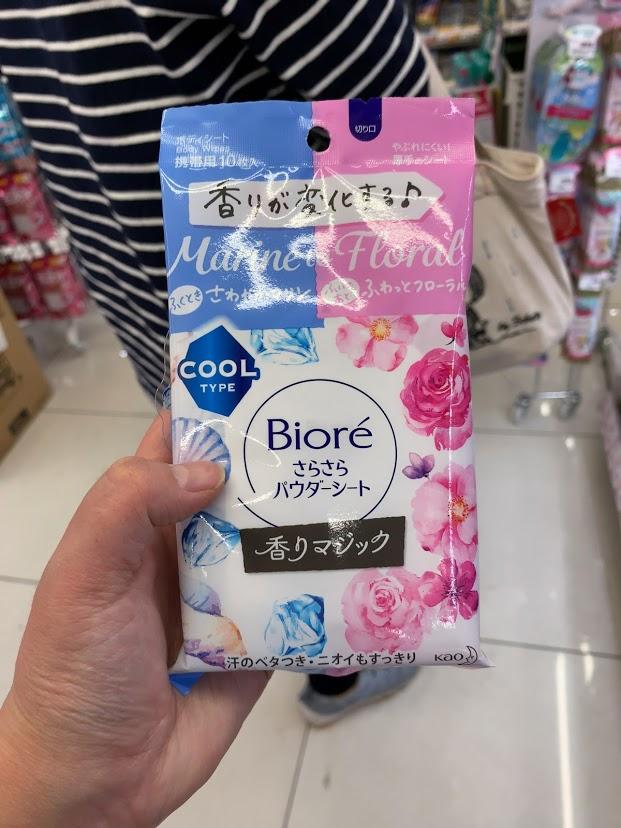 ボディシート
Body Wipes
携帯用10枚入
切り口
やぶれにくい!
香りが変化する♪
Marine
Floral
ふくとき
ふわっとフローラル
COOL
TYPE
Bioré
さらさら
パウダーシート
香りマジック
汗のベタつき・ニオイもすっきり
Kao